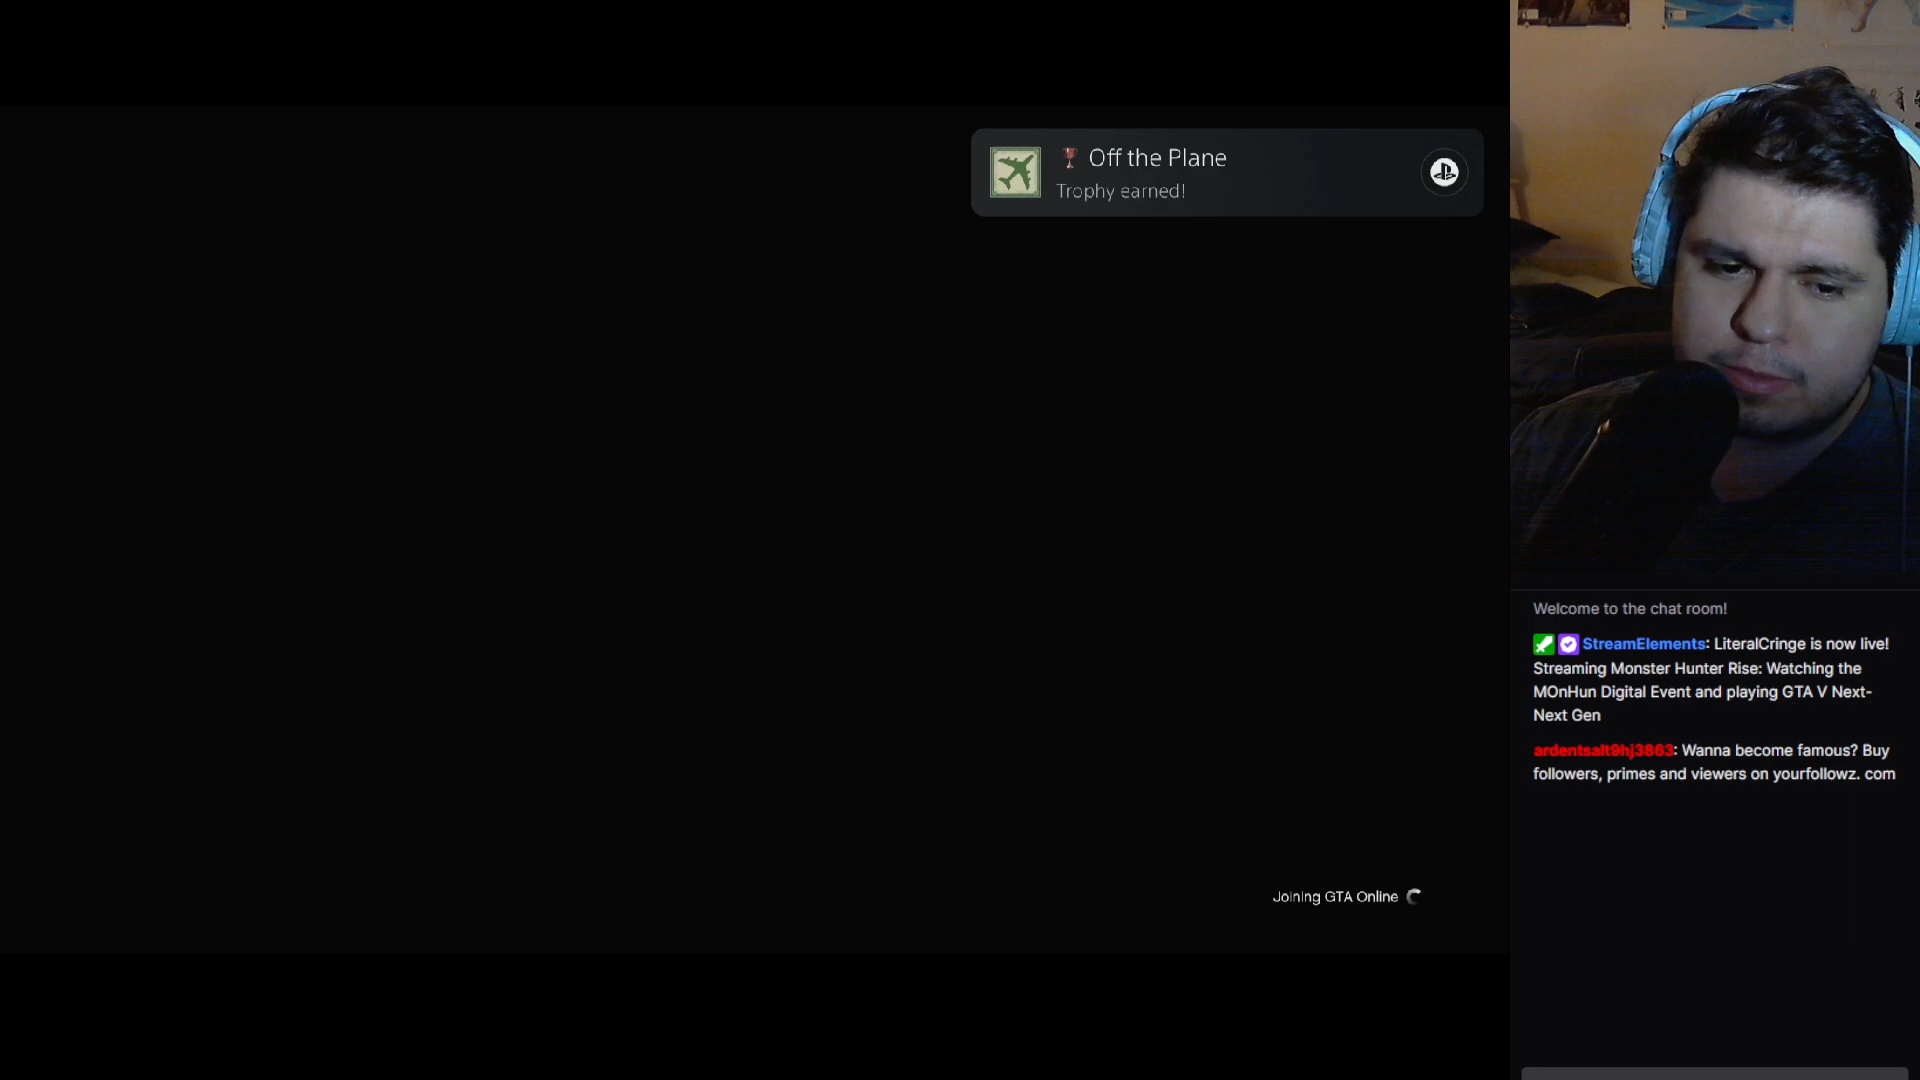 Off the Plane
Trophy earned!
Joining GTA Online
Welcome to the chat room!
StreamElements: LiteralCringe is now live!
Streaming Monster Hunter Rise: Watching the
MOnHun Digital Event and playing GTA V Next-
Next Gen
ardentsalt9hj3863: Wanna become famous? Buy
followers, primes and viewers on yourfollowz. com